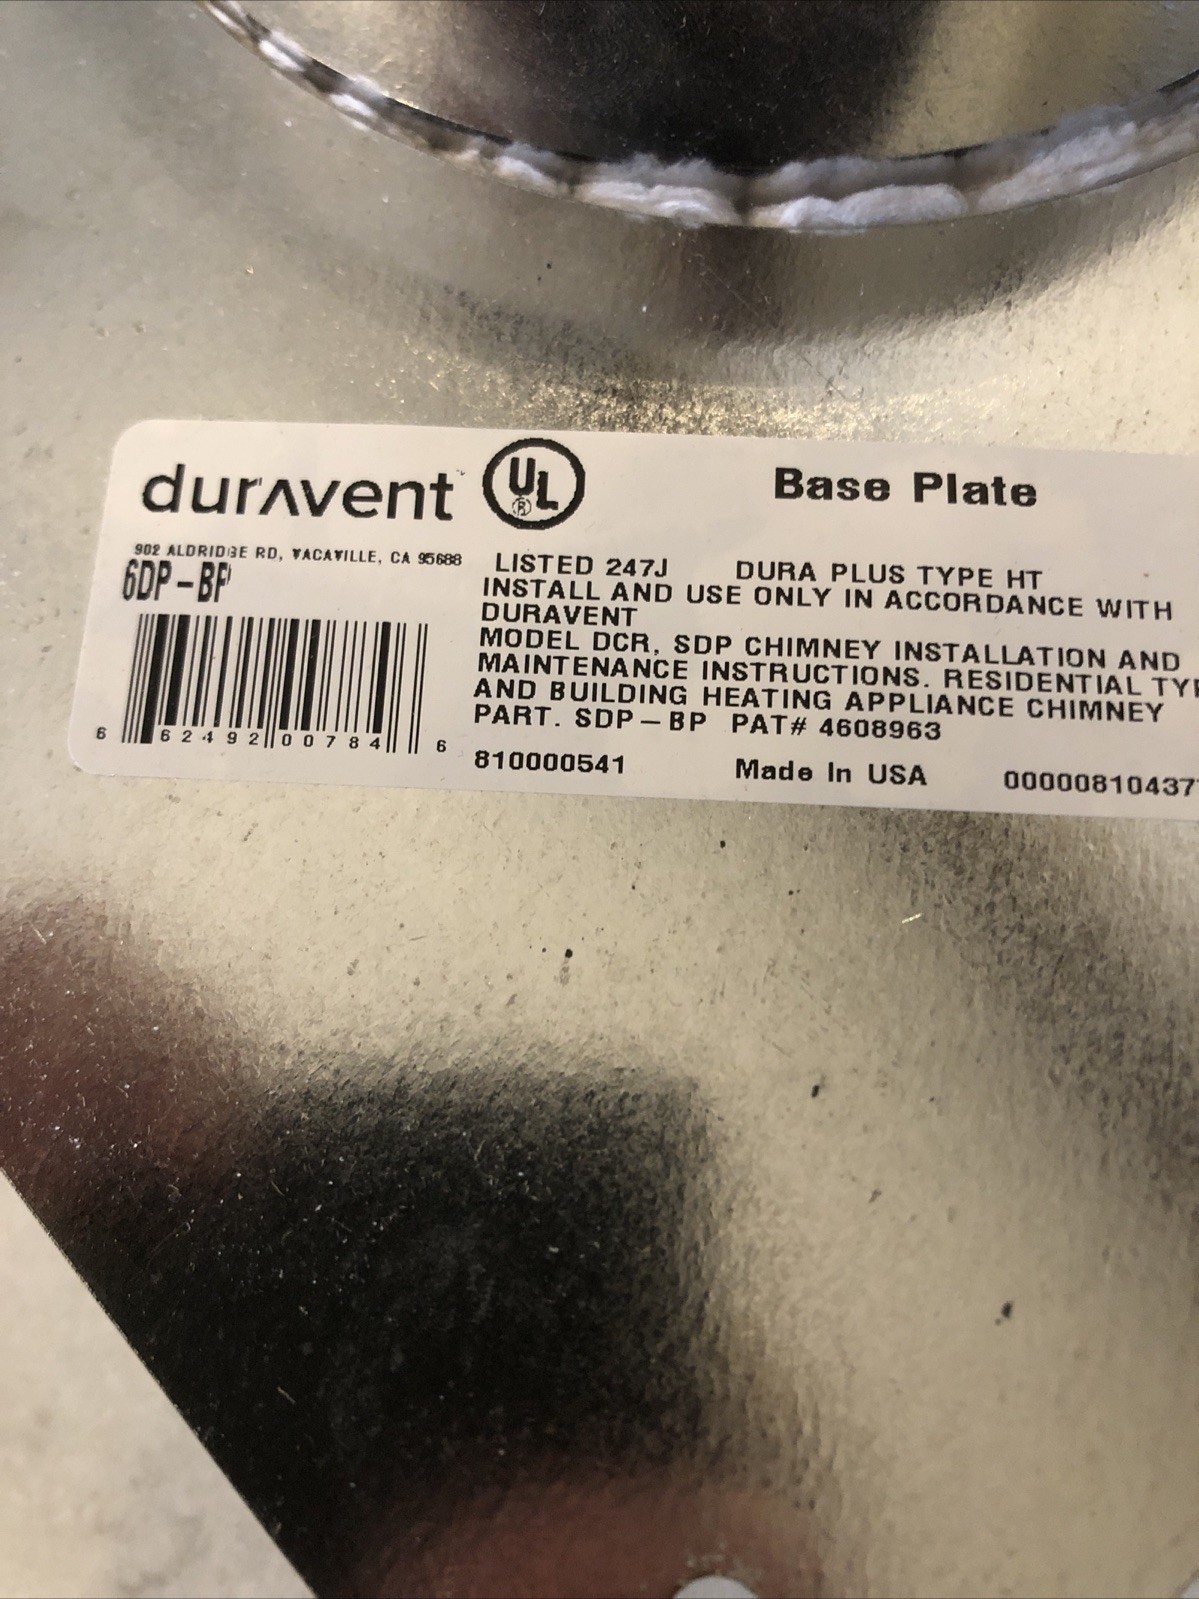 duravent
UL
®
Base Plate
902 ALDRIDGE RD, VACAVILLE, CA 95688
6DP-BP
LISTED 247J DURA PLUS TYPE HT
INSTALL AND USE ONLY IN ACCORDANCE WITH
DURAVENT
MODEL DCR, SDP CHIMNEY INSTALLATION AND
MAINTENANCE INSTRUCTIONS. RESIDENTIAL TYP
AND BUILDING HEATING APPLIANCE CHIMNEY
PART. SDP-BP PAT# 4608963
6 62492 00784 6
810000541 Made In USA 00000810437